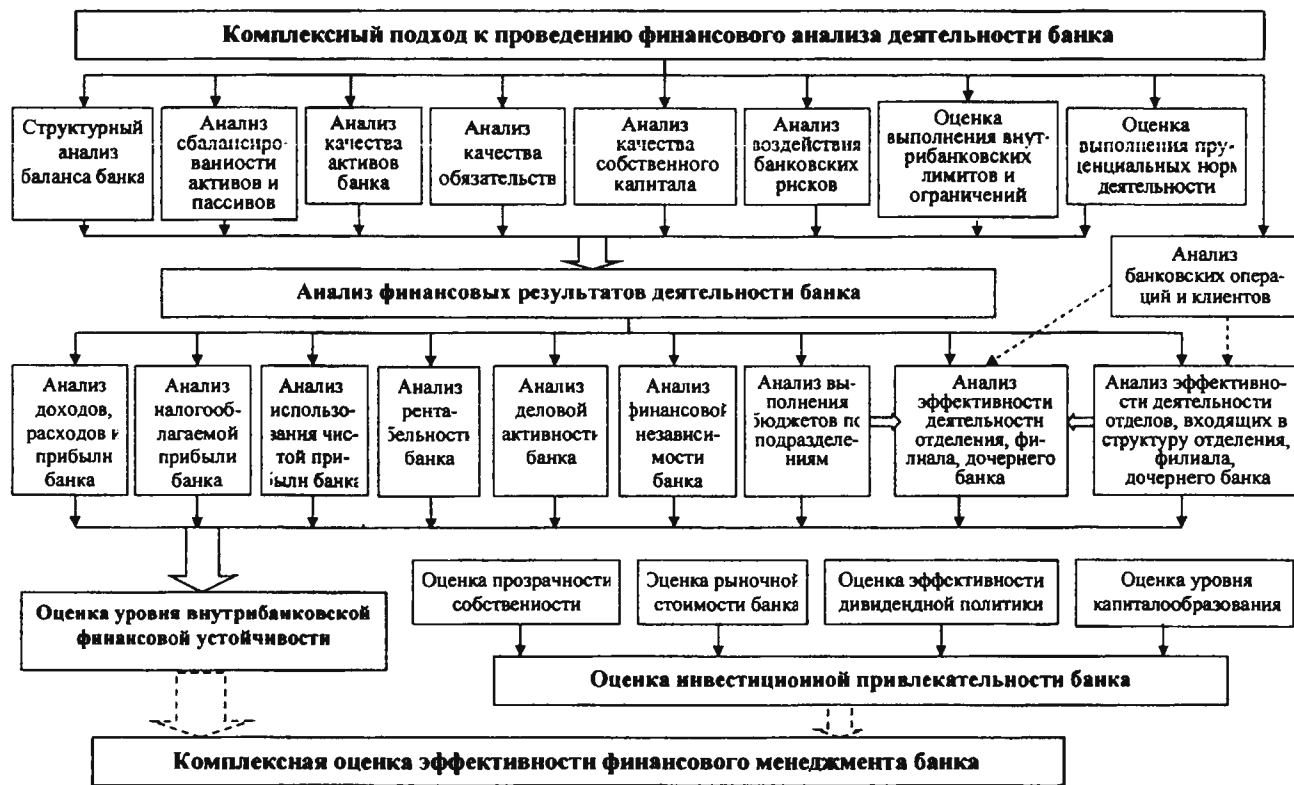 Комплексный подход к проведению финансового анализа деятельности банка
Структурный
анализ
баланса банка
Анализ
сбалансиро-
ванности
активов и
пассивов
Анализ
качества
активов
банка
Анализ
качества
обязательств
Анализ
качества
собственного
капитала
Анализ
воздействия
банковских
рисков
Оценка
выполнения внут-
рибанковских
лимитов и
ограничений
Оценка
выполнения пру-
денциальных норм
деятельности
Анализ
банковских опера-
ций и клиентов
Анализ финансовых результатов деятельности банка
Анализ
доходов,
расходов и
прибыли
банка
Анализ
налогооб-
лагаемой
прибыли
банка
Анализ
использо-
вания чис-
той при-
были банка
Анализ
рента-
бельности
банка
Анализ
деловой
активности
банка
Анализ
финансовой
независи-
мости
банка
Анализ вы-
полнения
бюджетов по
подразделе-
ниям
Анализ
эффективности
деятельности
отделения, фи-
лиала, дочернего
банка
Анализ эффективно-
сти деятельности
отделов, входящих в
структуру отделения,
филиала,
дочернего банка
Оценка прозрачности
собственности
Оценка рыночной
стоимости банка
Оценка эффективности
дивидендной политики
Оценка уровня
капиталообразования
Оценка уровня внутрибанковской
финансовой устойчивости
Оценка инвестиционной привлекательности банка
Комплексная оценка эффективности финансового менеджмента банка